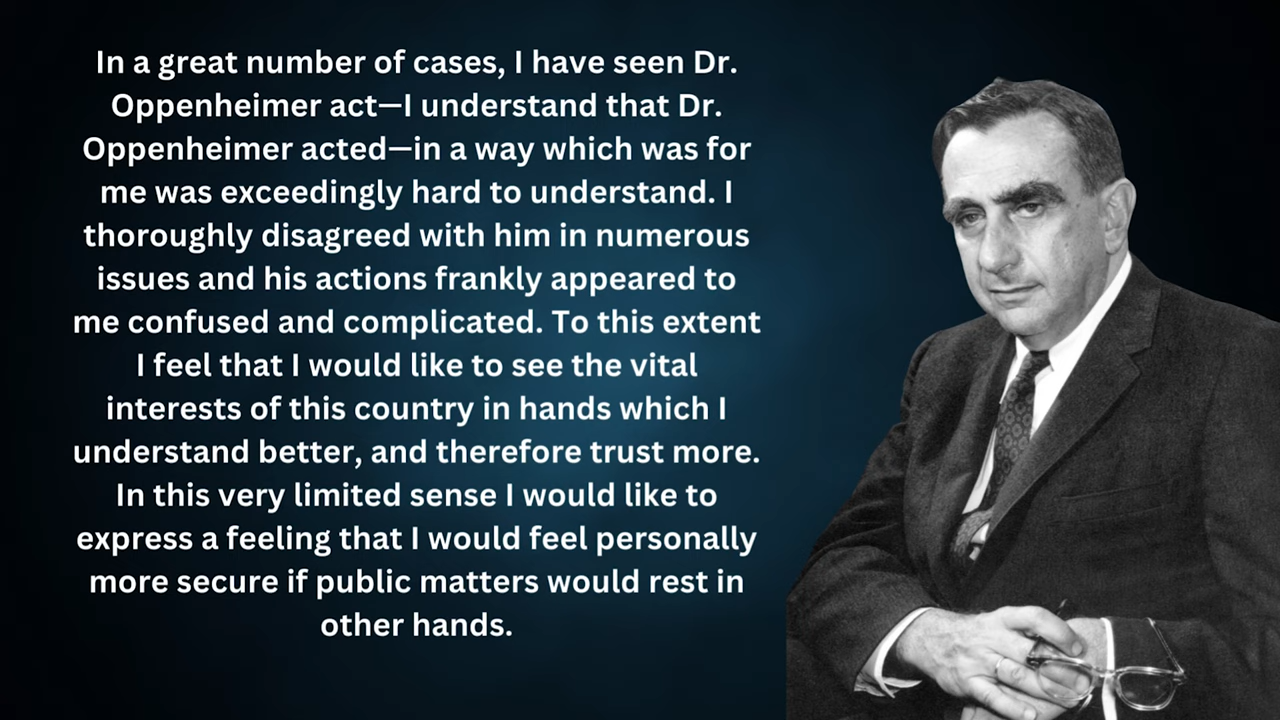 In a great number of cases, I have seen Dr.
Oppenheimer act—I understand that Dr.
Oppenheimer acted—in a way which was for
me was exceedingly hard to understand. I
thoroughly disagreed with him in numerous
issues and his actions frankly appeared to
me confused and complicated. To this extent
I feel that I would like to see the vital
interests of this country in hands which I
understand better, and therefore trust more.
In this very limited sense I would like to
express a feeling that I would feel personally
more secure if public matters would rest in
other hands.